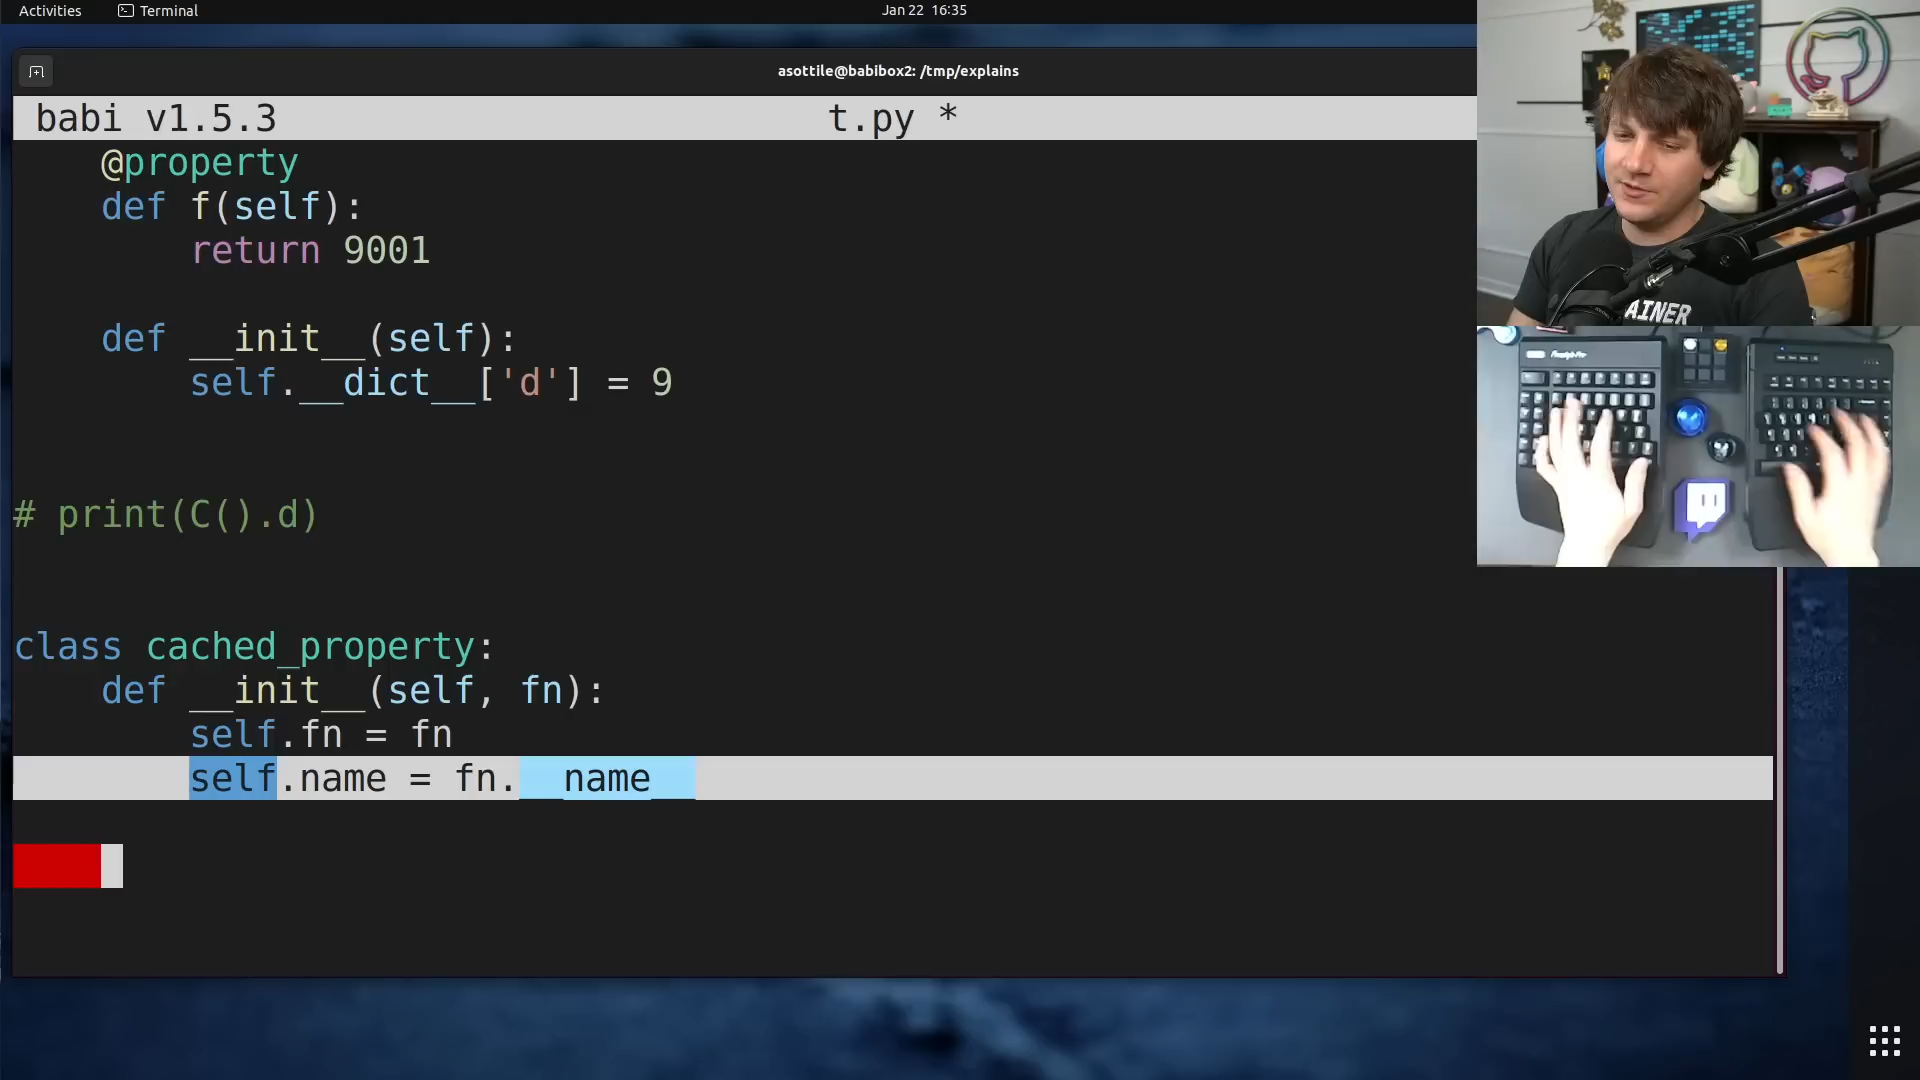 Activities
Terminal
Jan 22 16:35
asottile@babibox2: /tmp/explains
babi v1.5.3
t.py *
@property
def f(self):
return 9001
def __init__(self):
self.__dict__['d'] = 9
# print(C().d)
class cached_property:
def __init__(self, fn):
self.fn = fn
self.name = fn.__name__
AINER